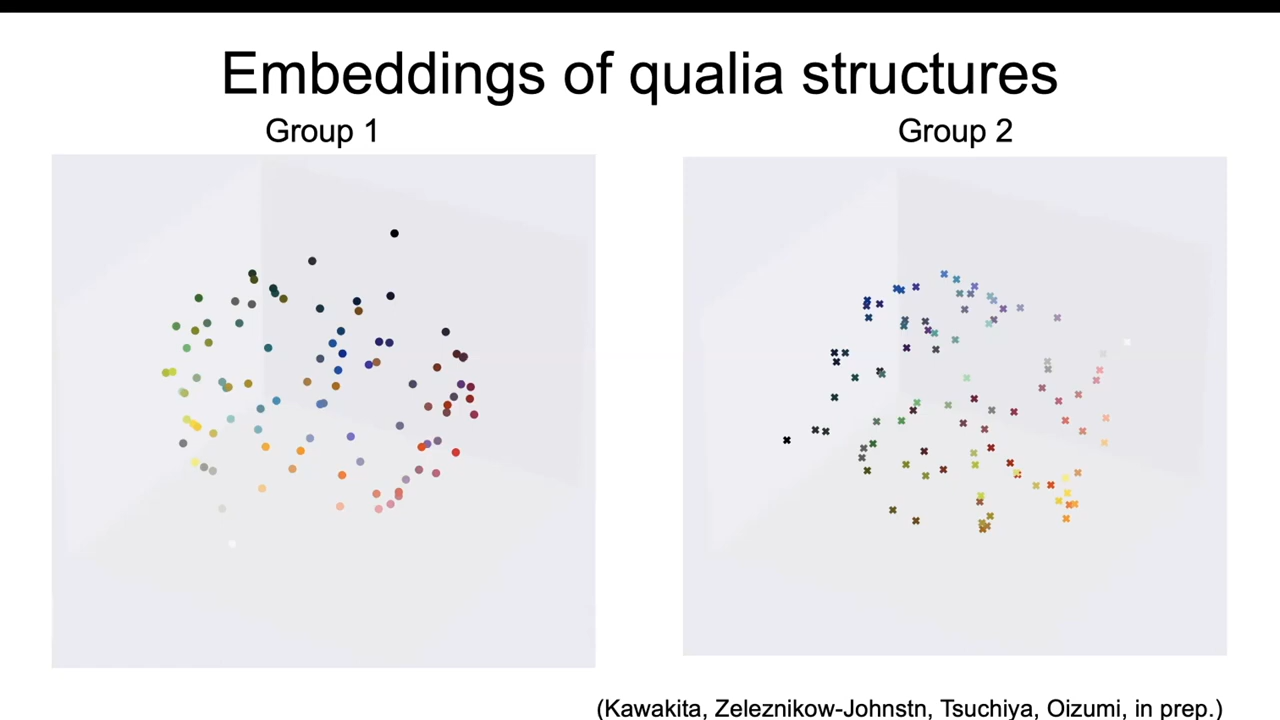 Embeddings of qualia structures
Group 1
Group 2
(Kawakita, Zeleznikow-Johnstn, Tsuchiya, Oizumi, in prep.)